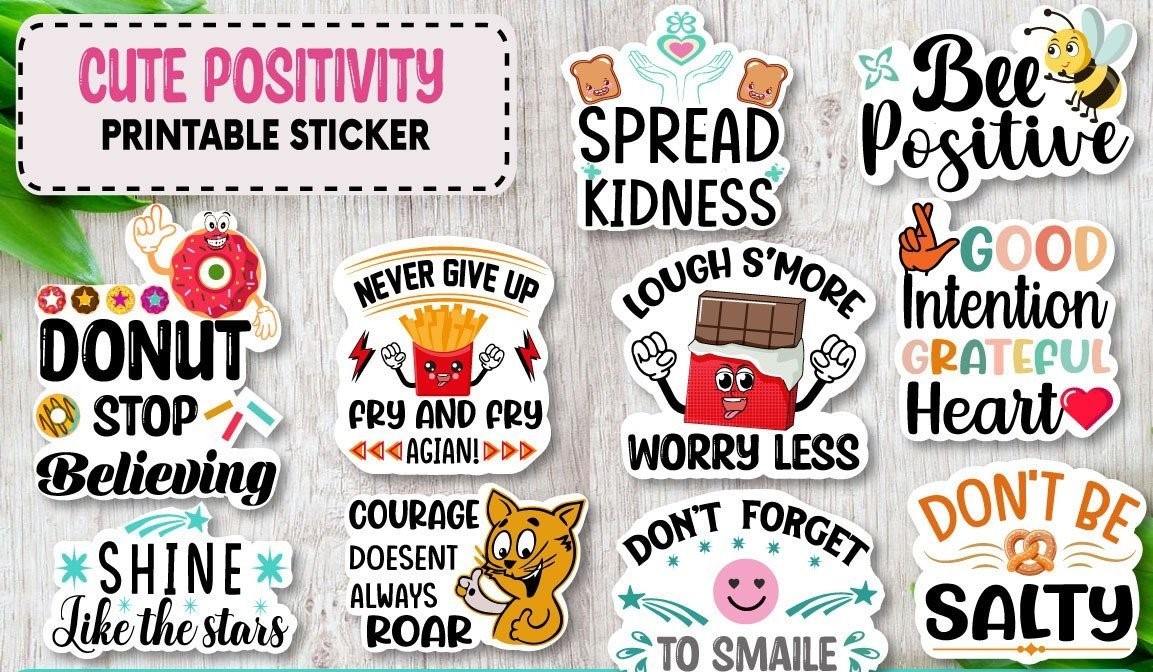 CUTE POSITIVITY
PRINTABLE STICKER
SPREAD
KIDNESS
Bee
Positive
DONUT
STOP
Believing
NEVER GIVE UP
FRY AND FRY
AGIAN!
LOUGH S'MORE
WORRY LESS
GOOD
Intention
GRATEFUL
Heart
SHINE
Like the stars
COURAGE
DOESENT
ALWAYS
ROAR
DON'T FORGET
TO SMAILE
DON'T BE
SALTY